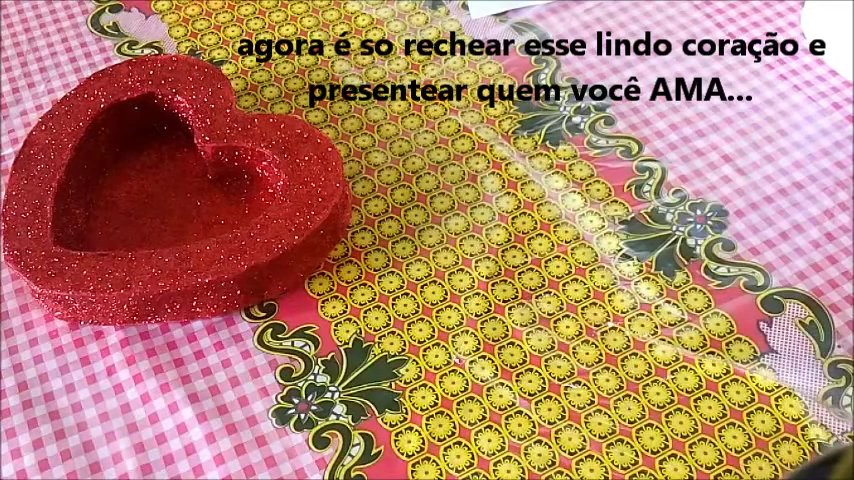 agora é so rechear esse lindo coração e
presentear quem você AMA...